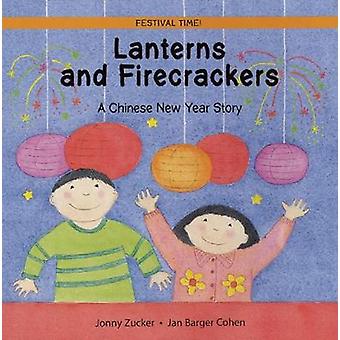 FESTIVAL TIME!
Lanterns
and Firecrackers
A Chinese New Year Story
Jonny Zucker • Jan Barger Cohen